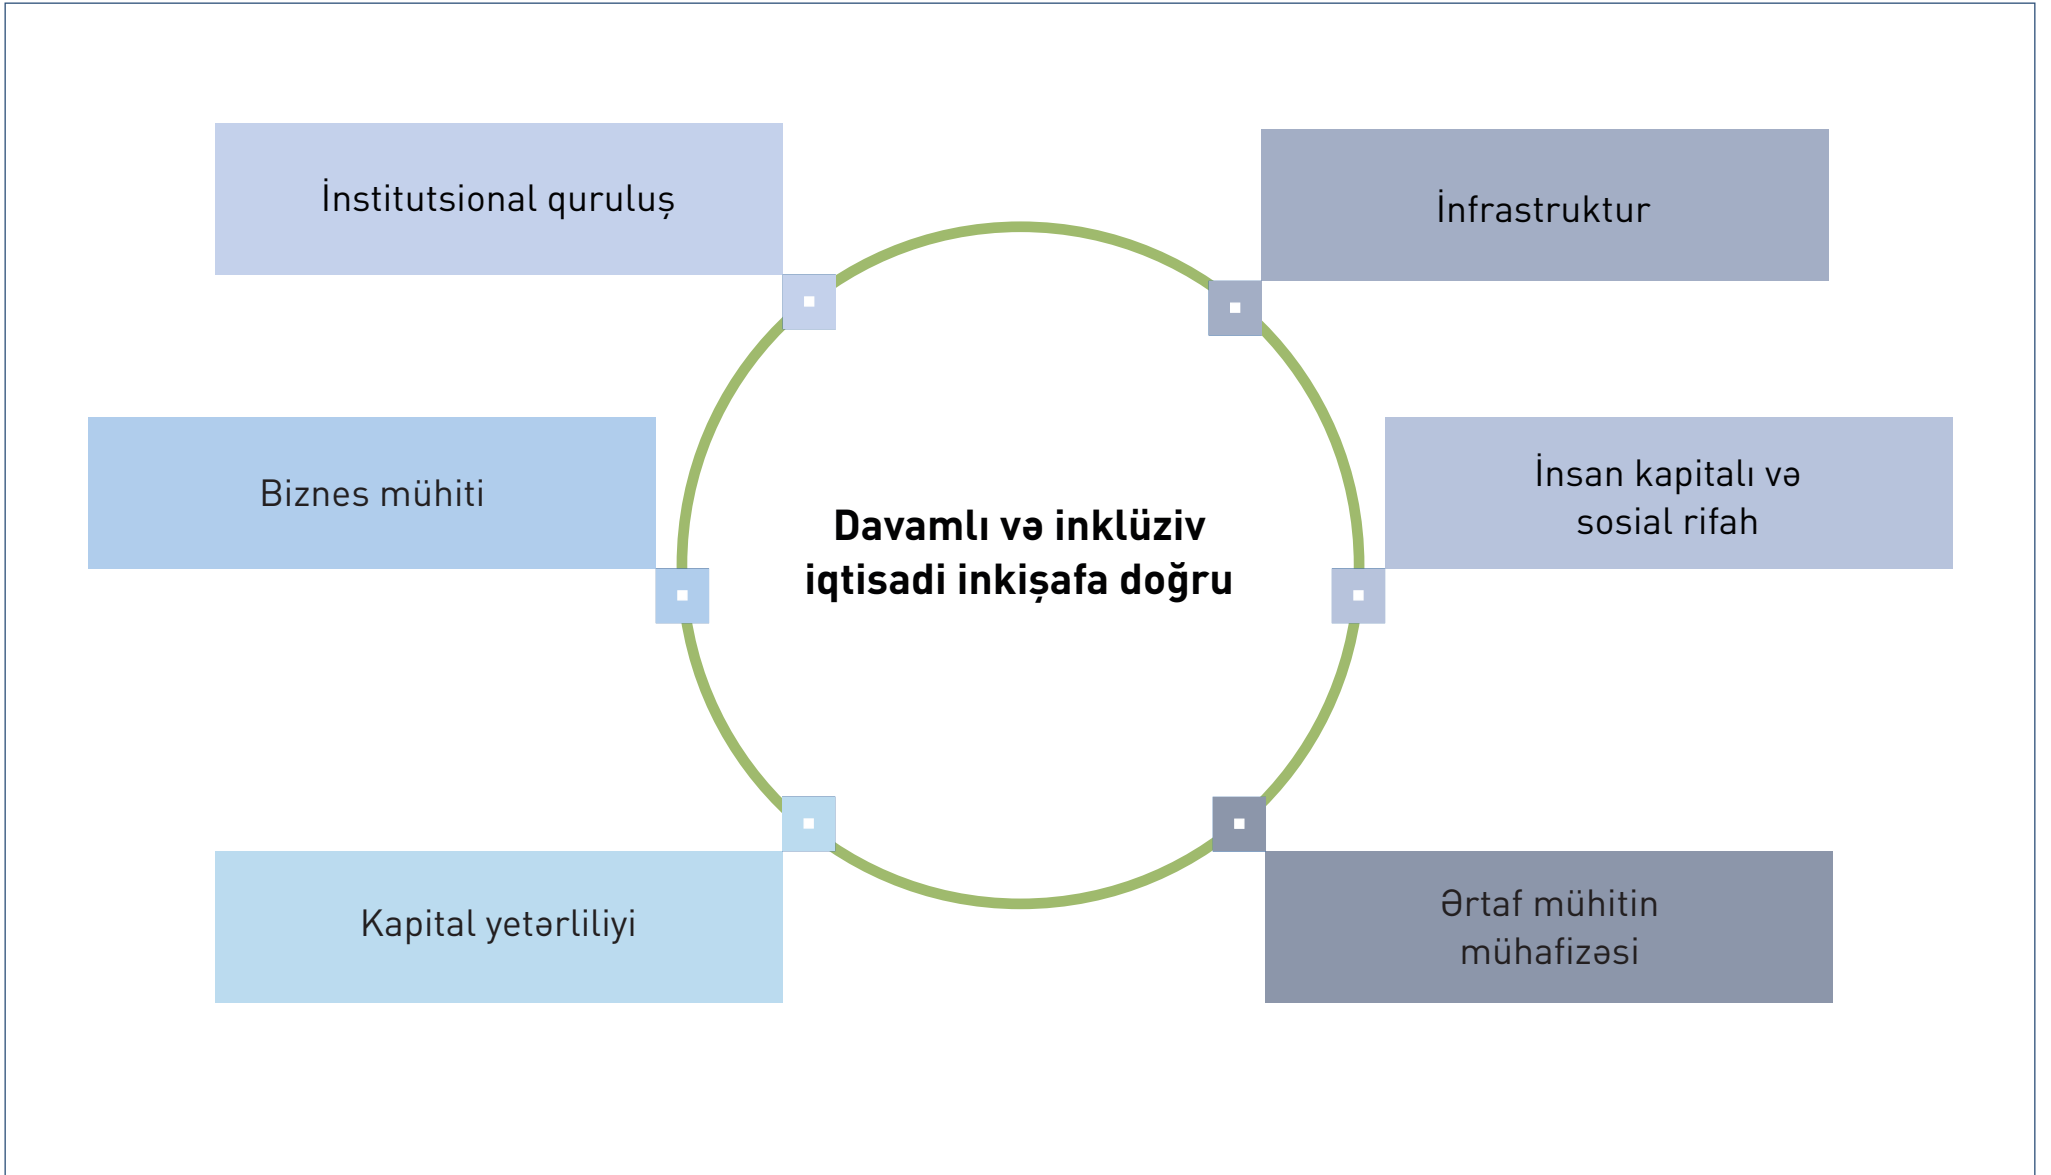 İnstitutsional quruluş
İnfrastruktur
Biznes mühiti
İnsan kapitalı və
sosial rifah
Davamlı və inklüziv
iqtisadi inkişafa doğru
Kapital yetərliliyi
Ərtaf mühitin
mühafizəsi